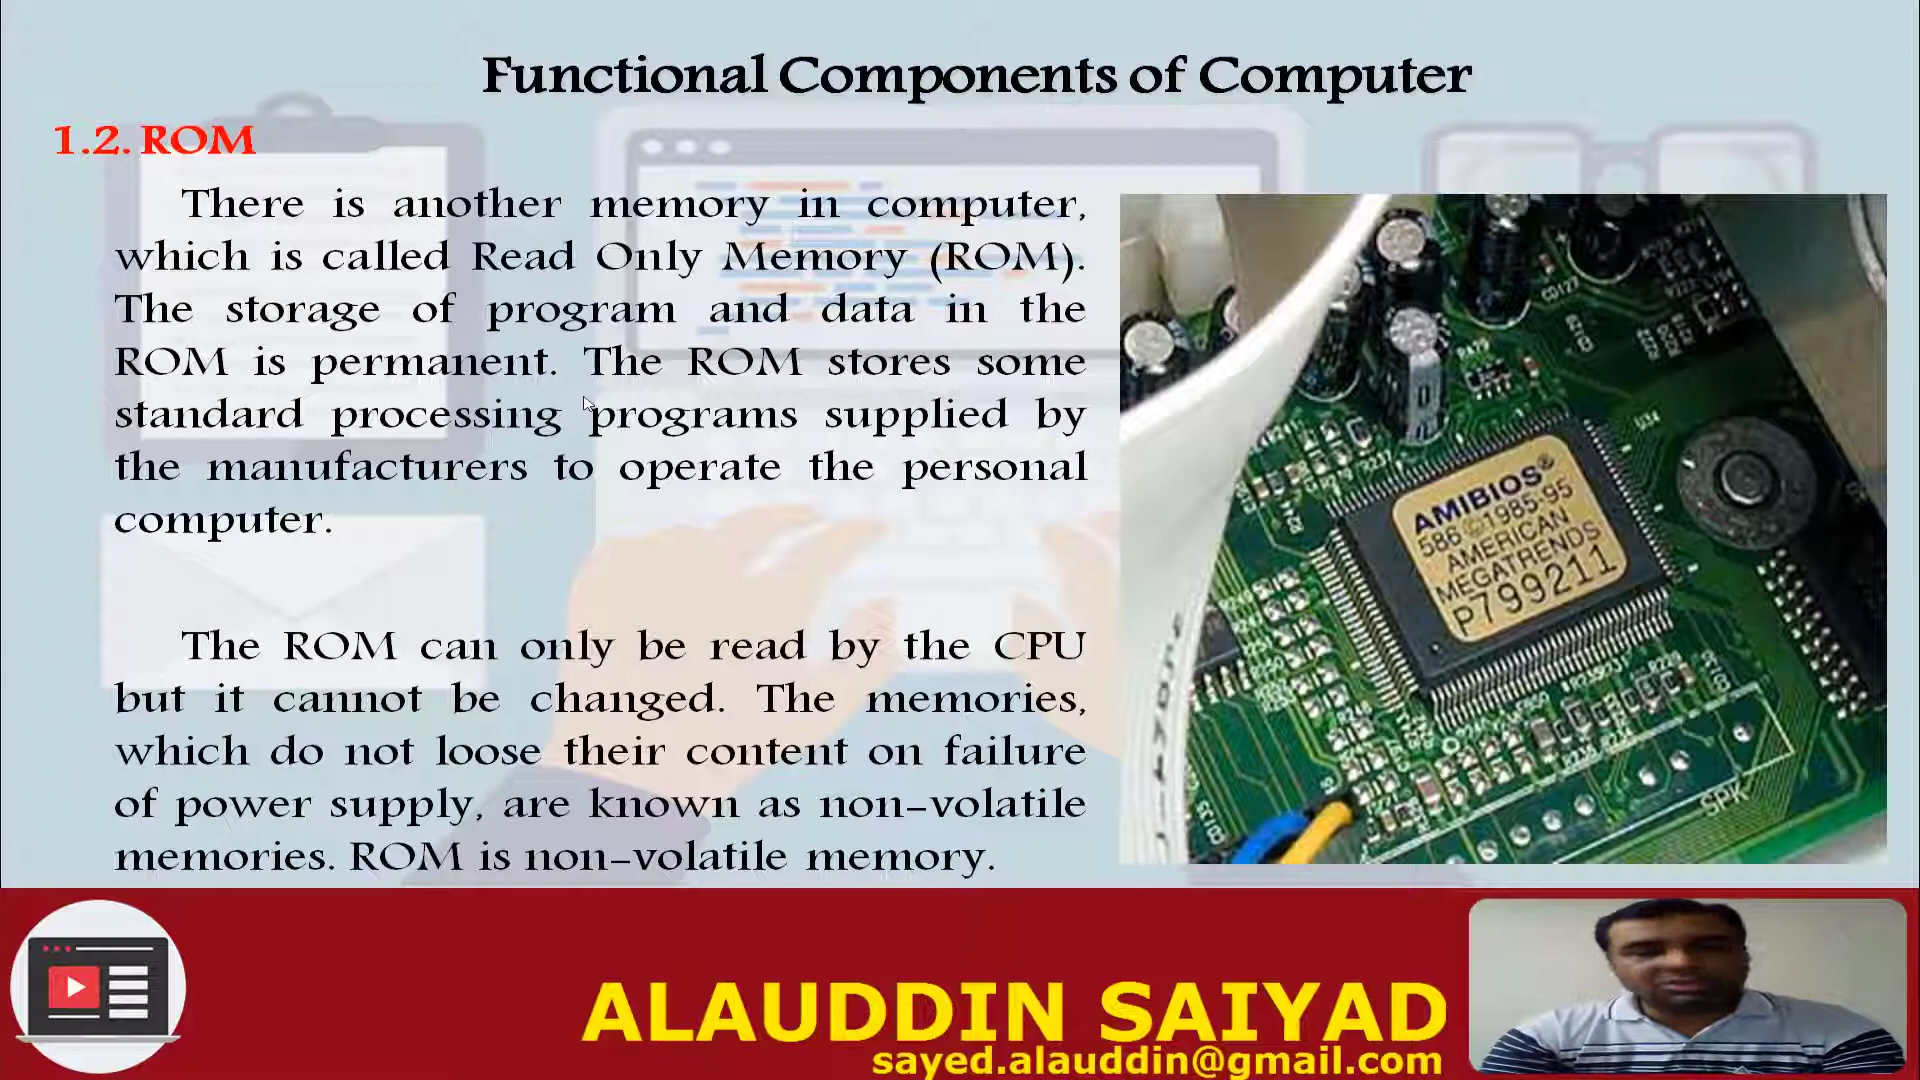 Functional Components of Computer
1.2. ROM
There is another memory in computer,
which is called Read Only Memory (ROM).
The storage of program and data in the
ROM is permanent. The ROM stores some
standard processing programs supplied by
the manufacturers to operate the personal
computer.
The ROM can only be read by the CPU
but it cannot be changed. The memories,
which do not loose their content on failure
of power supply, are known as non-volatile
memories. ROM is non-volatile memory.
AMIBIOS®
586 ©1985-95
AMERICAN
MEGATRENDS
P799211
SPK
ALAUDDIN SAIYAD
sayed.alauddin@gmail.com